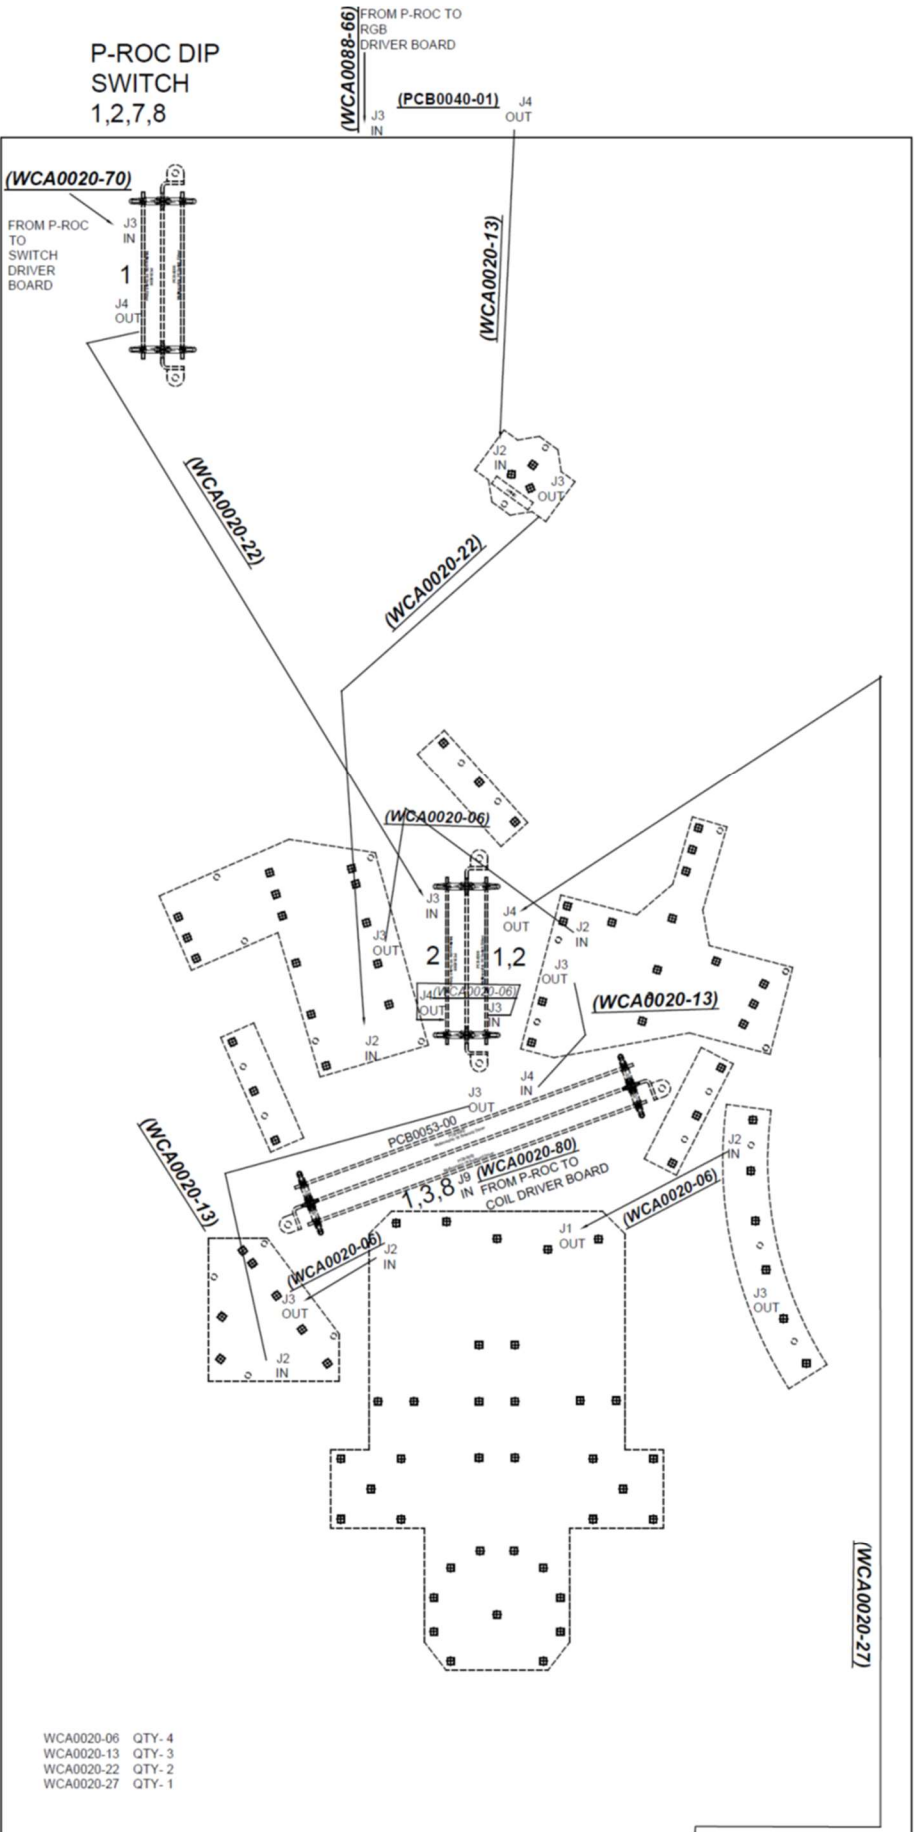 P-ROC DIP
SWITCH
1,2,7,8
(WCA0088-66)
FROM P-ROC TO
RGB
DRIVER BOARD
J3
IN
(PCB0040-01)
J4
OUT
(WCA0020-70)
FROM P-ROC
TO
SWITCH
DRIVER
BOARD
J3
IN
1
J4
OUT
(WCA0020-13)
(WCA0020-22)
J2
IN
J3
OUT
(WCA0020-22)
(WCA0020-06)
J3
IN
J4
OUT
J2
IN
J3
OUT
2
1,2
J3
OUT
(WCA0020-06)
J4
OUT
J3
IN
(WCA0020-13)
J2
IN
J4
IN
J3
OUT
PCB0053-00
(WCA0020-13)
1,3,8
J9
IN
(WCA0020-80)
FROM P-ROC TO
COIL DRIVER BOARD
J2
IN
(WCA0020-06)
J1
OUT
(WCA0020-06)
J2
IN
J3
OUT
J3
OUT
J2
IN
(WCA0020-27)
WCA0020-06 QTY- 4
WCA0020-13 QTY- 3
WCA0020-22 QTY- 2
WCA0020-27 QTY- 1